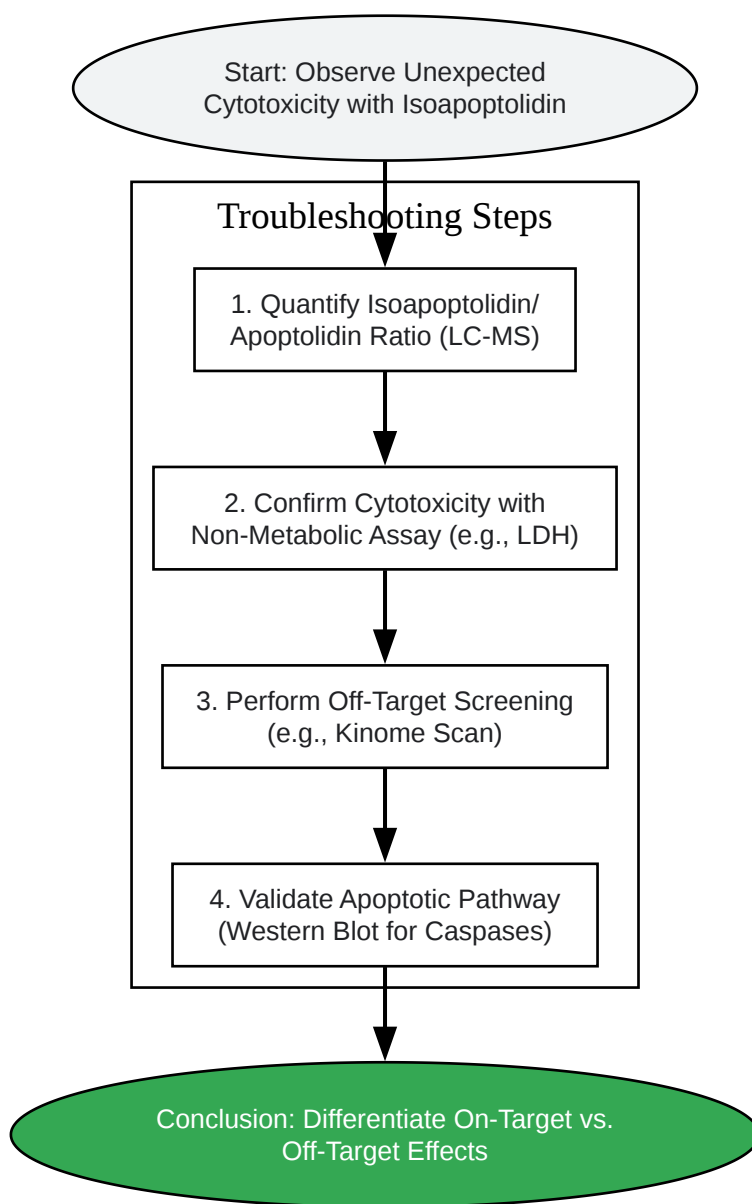 Start: Observe Unexpected
Cytotoxicity with Isoapoptolidin
Troubleshooting Steps
1. Quantify Isoapoptolidin/
Apoptolidin Ratio (LC-MS)
2. Confirm Cytotoxicity with
Non-Metabolic Assay (e.g., LDH)
3. Perform Off-Target Screening
(e.g., Kinome Scan)
4. Validate Apoptotic Pathway
(Western Blot for Caspases)
Conclusion: Differentiate On-Target vs.
Off-Target Effects